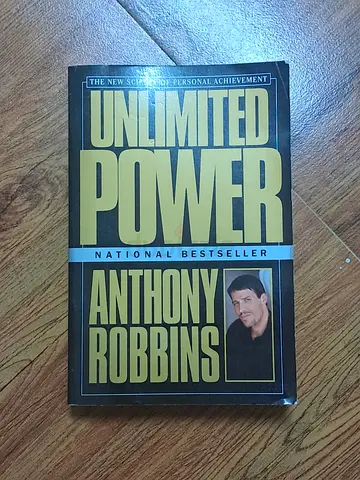 THE NEW SCIENCE OF PERSONAL ACHIEVEMENT
UNLIMITED
POWER
NATIONAL BESTSELLER
ANTHONY
ROBBINS